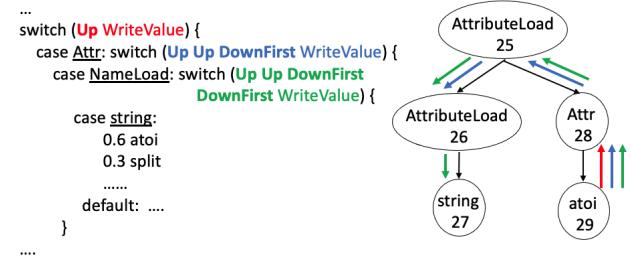 ...
switch (Up WriteValue) {
case Attr: switch (Up Up DownFirst WriteValue) {
case NameLoad: switch (Up Up DownFirst
DownFirst WriteValue) {
case string:
0.6 atoi
0.3 split
......
default: ....
}
....
AttributeLoad
25
AttributeLoad
26
Attr
28
string
27
atoi
29